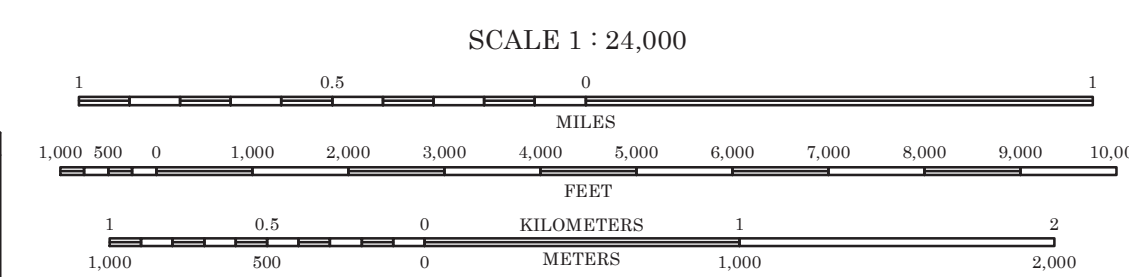 SCALE 1 : 24,000
1 0.5 0 1
MILES
1,000 500 0 1,000 2,000 3,000 4,000 5,000 6,000 7,000 8,000 9,000 10,00
FEET
1 0.5 0 KILOMETERS 1 2
1,000 500 0 METERS 1,000 2,000